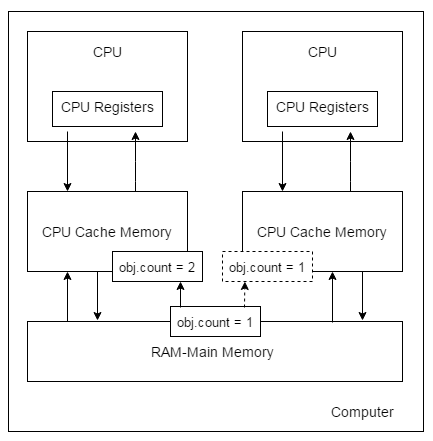 CPU
CPU
CPU Registers
CPU Registers
CPU Cache Memory
CPU Cache Memory
obj.count = 2
obj.count = 1
obj.count = 1
RAM-Main Memory
Computer